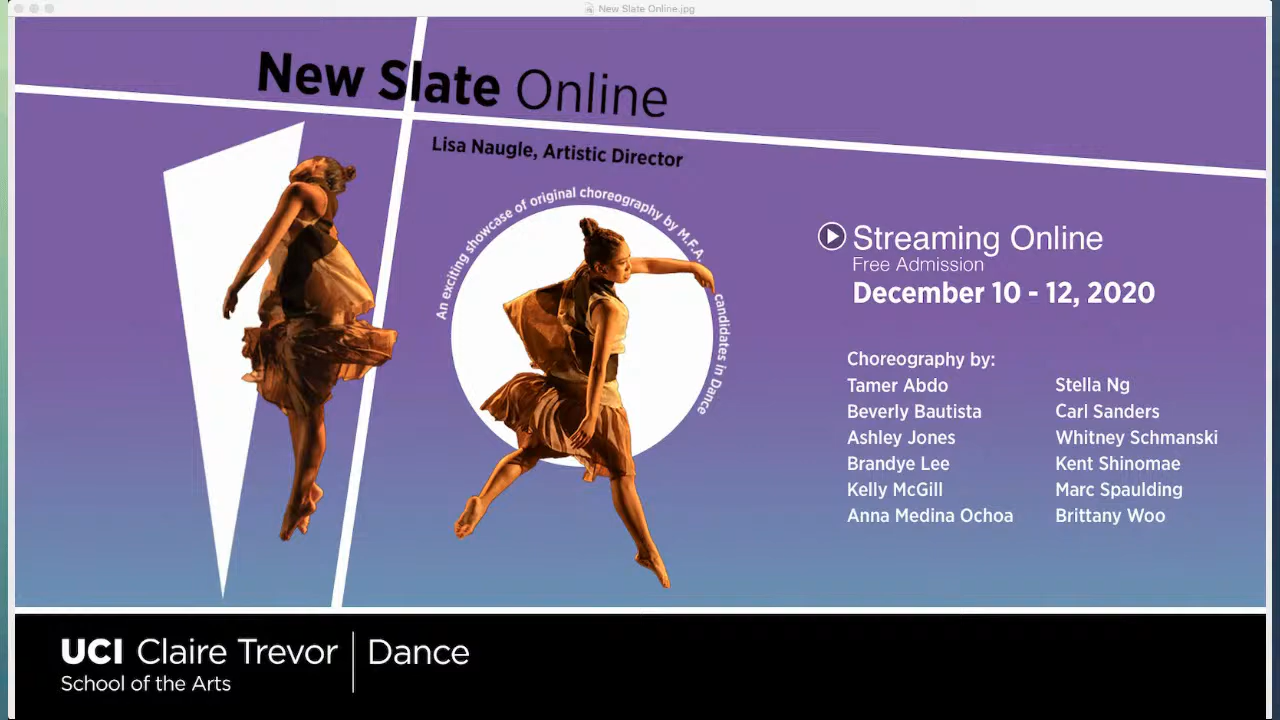 New Slate Online.jpg
New Slate Online
Lisa Naugle, Artistic Director
An exciting showcase of original choreography by M.F.A. candidates in Dance
Streaming Online
Free Admission
December 10 - 12, 2020
Choreography by:
Tamer Abdo
Beverly Bautista
Ashley Jones
Brandye Lee
Kelly McGill
Anna Medina Ochoa
Stella Ng
Carl Sanders
Whitney Schmanski
Kent Shinomae
Marc Spaulding
Brittany Woo
UCI Claire Trevor
School of the Arts
Dance